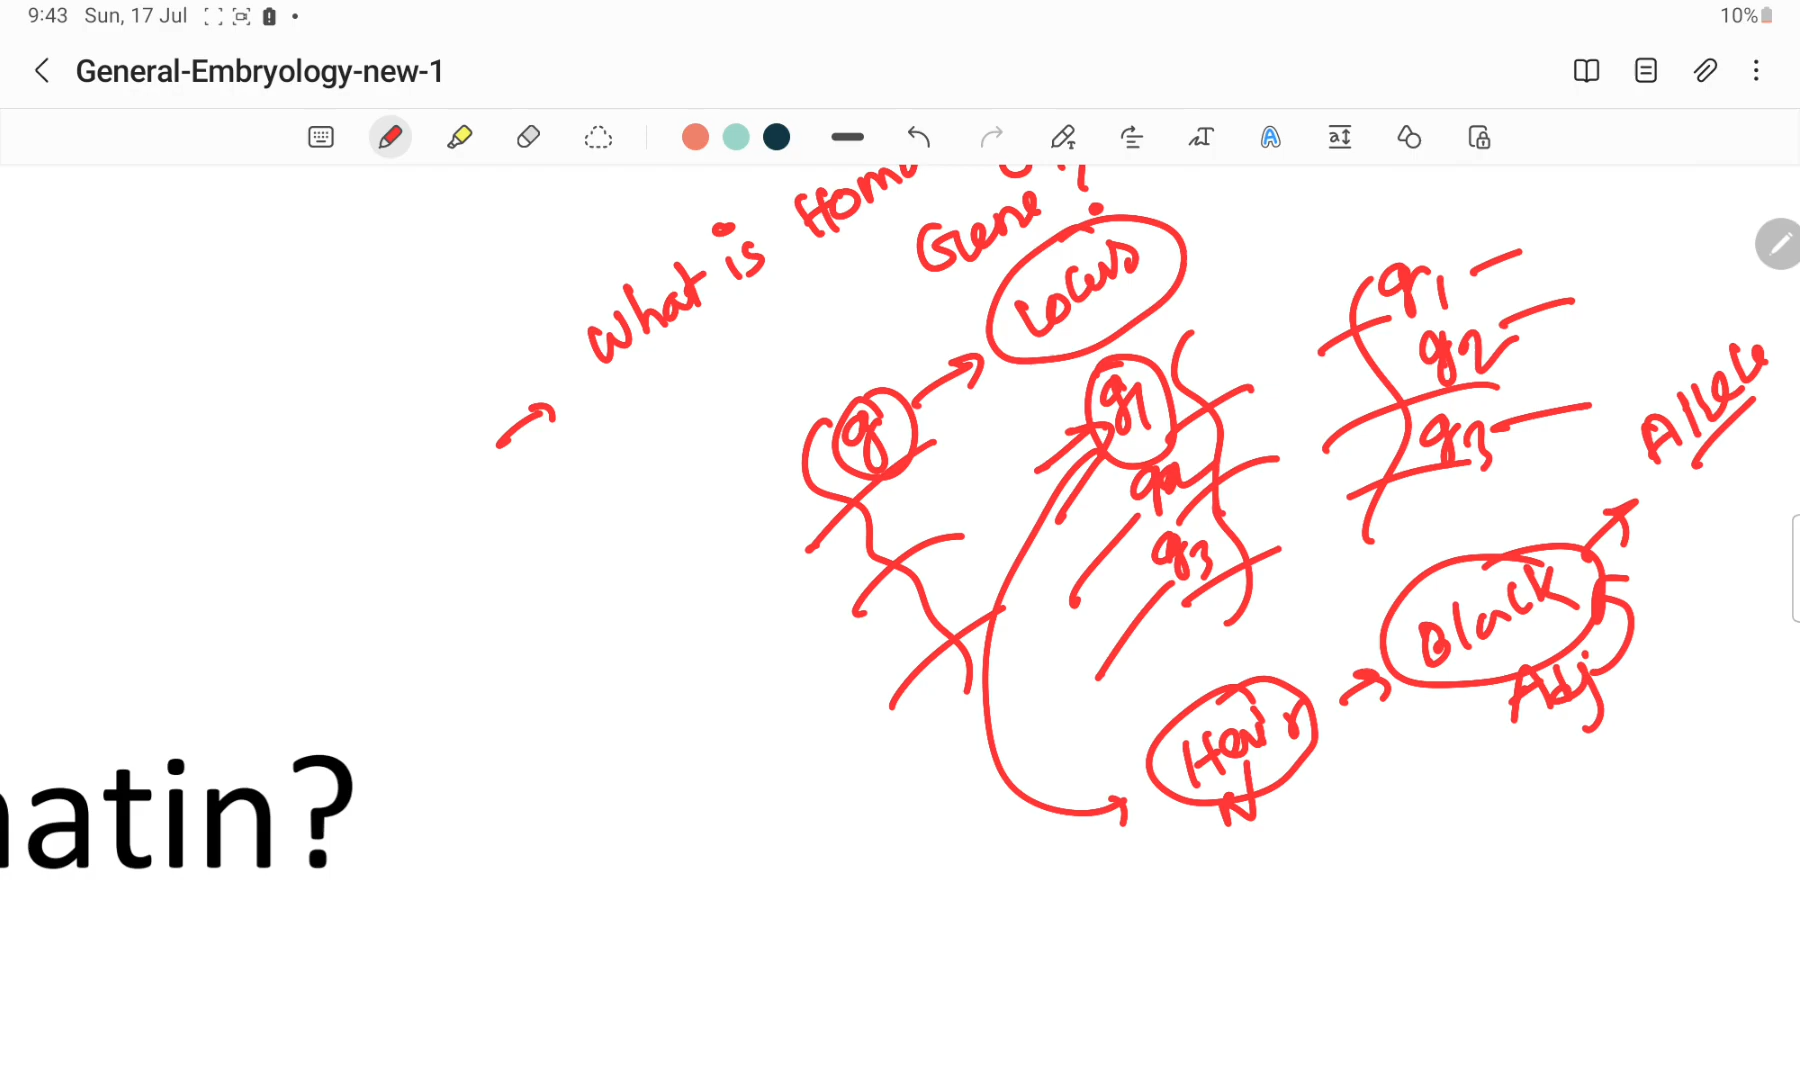 9:43 Sun, 17 Jul
10%
General-Embryology-new-1
What is
Gene?
Locus
g
g1
g2
g3
g1
g2
g3
Allele
Black
Adj
Hair
N
atin?